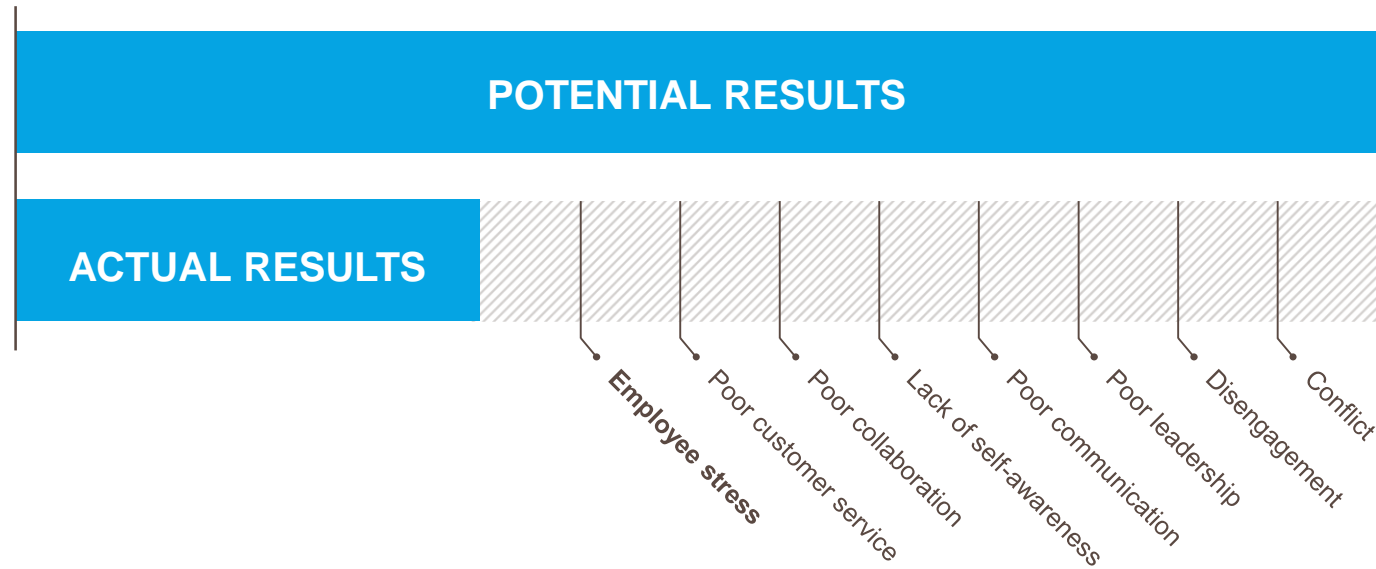 POTENTIAL RESULTS
ACTUAL RESULTS
Employee stress
Poor customer service
Poor collaboration
Lack of self-awareness
Poor communication
Poor leadership
Disengagement
Conflict